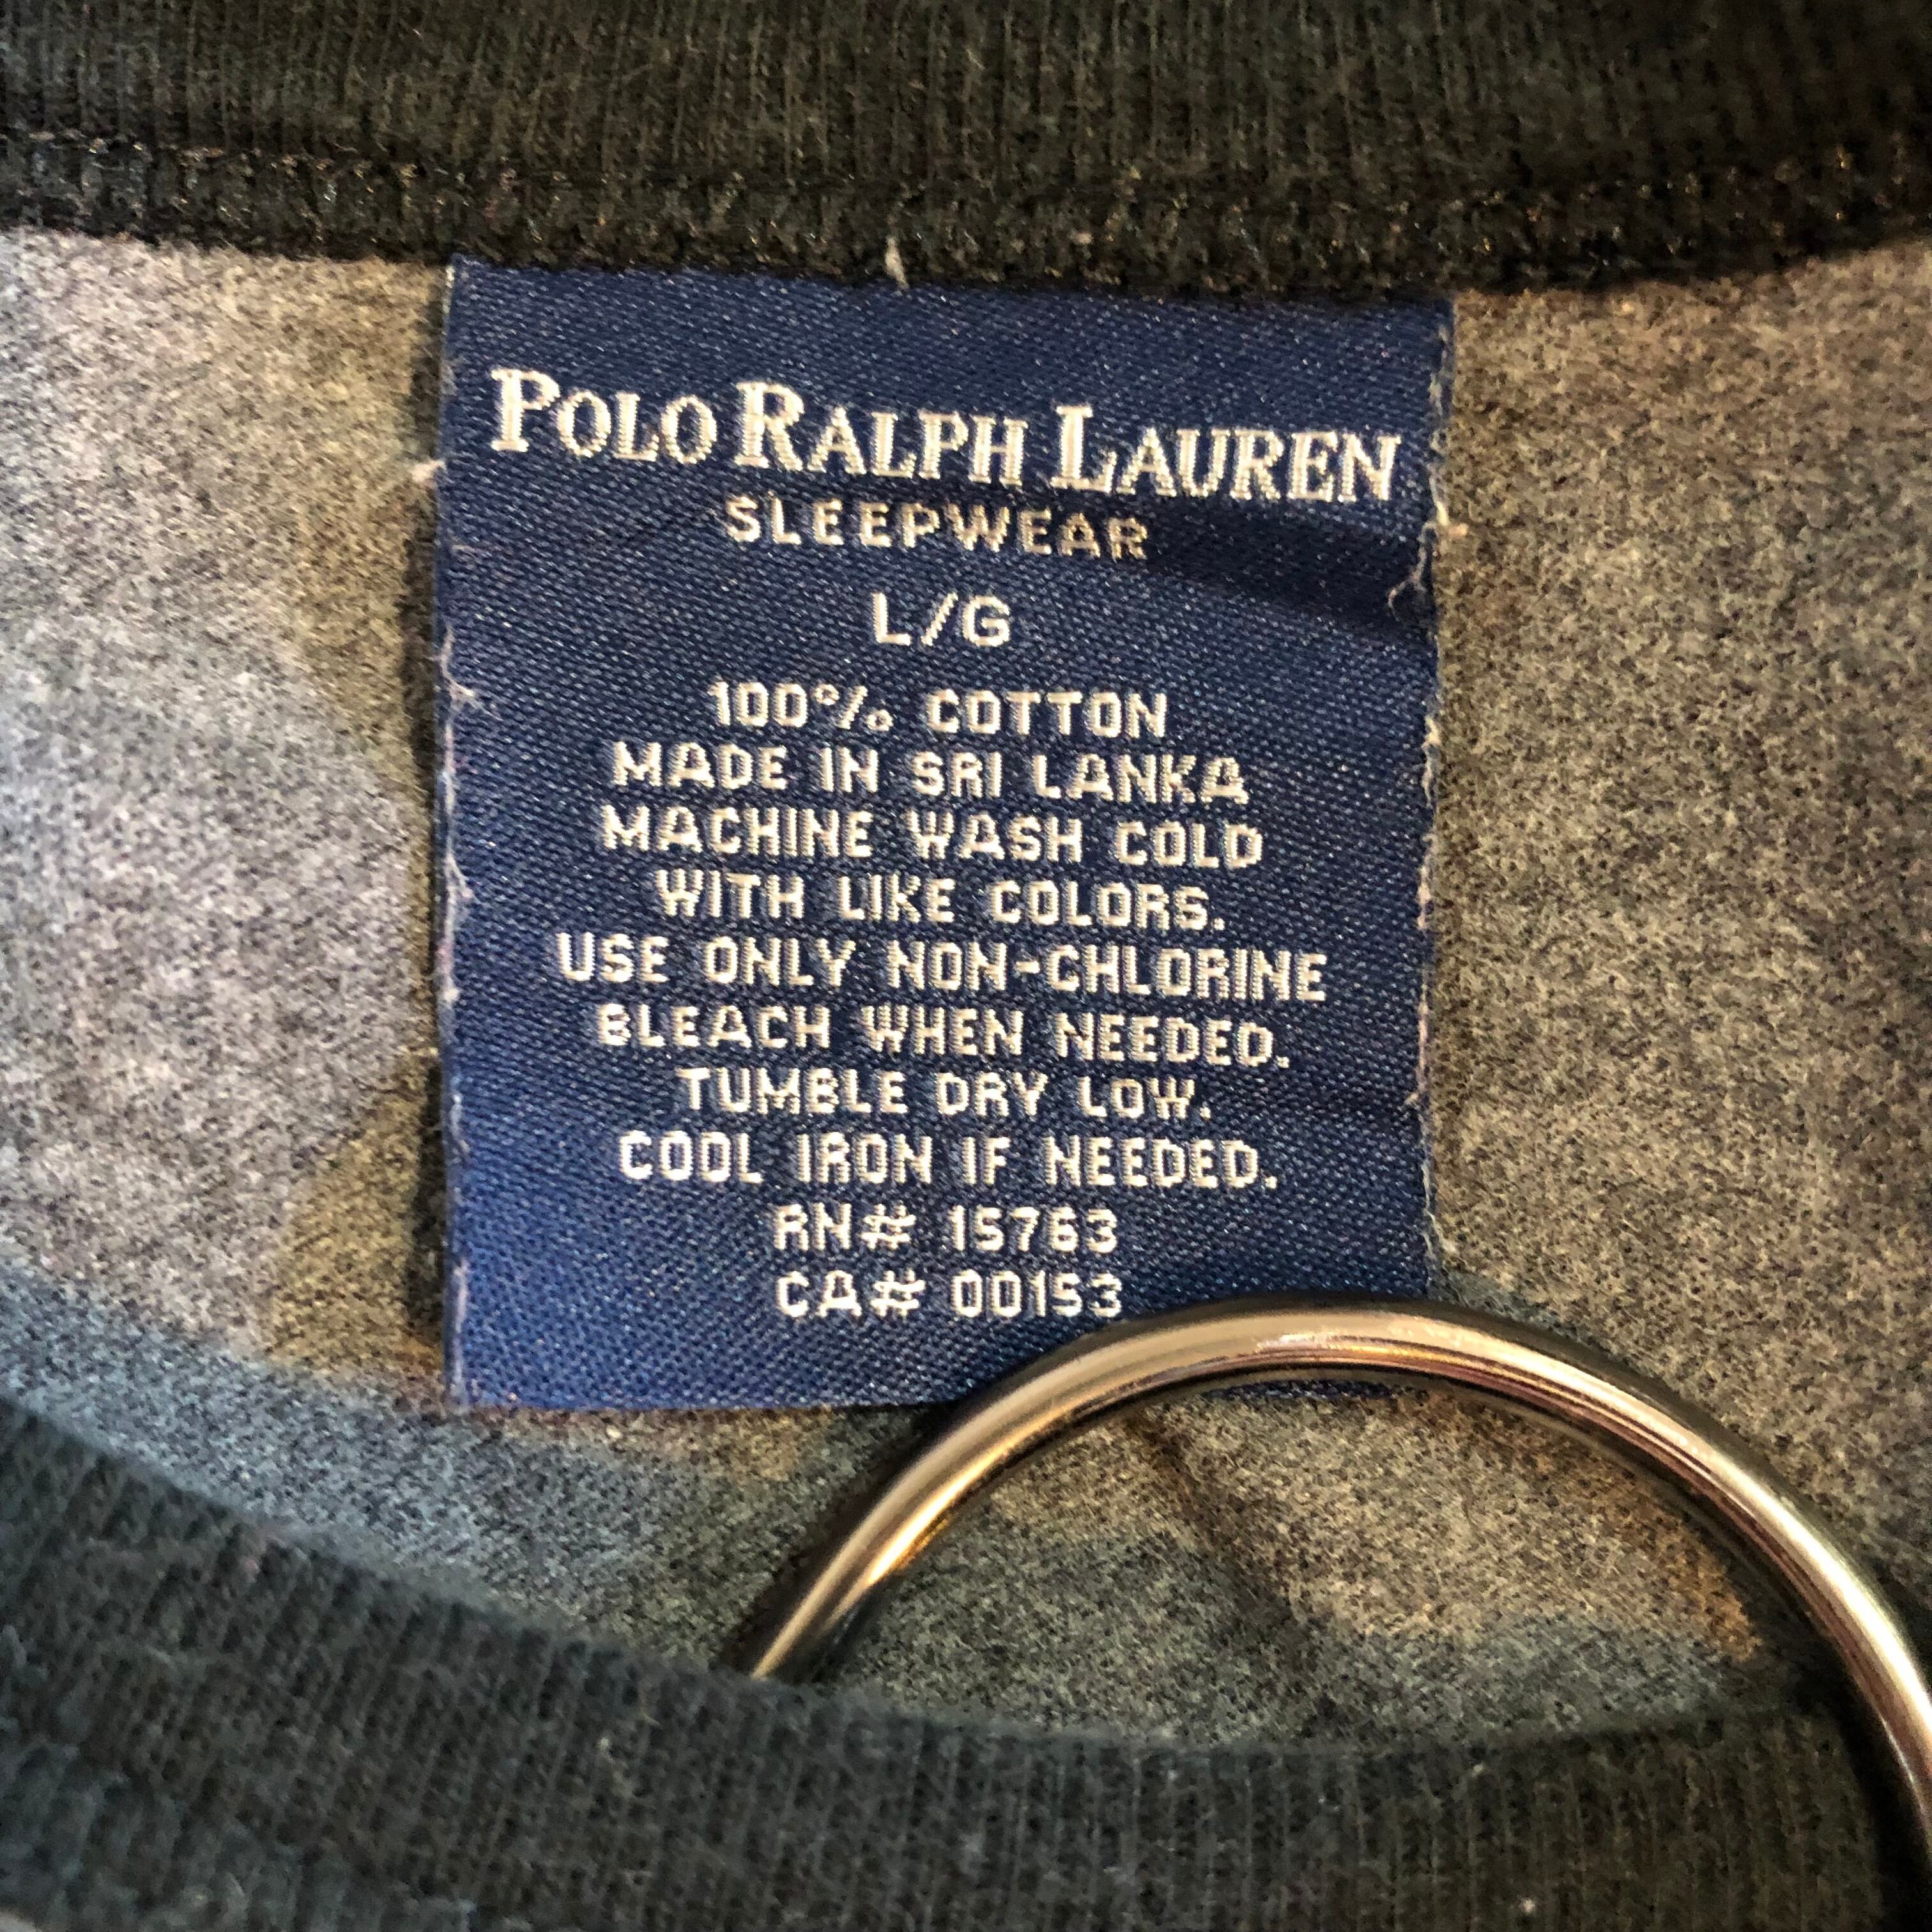 POLO RALPH LAUREN
SLEEPWEAR
L/G
100% COTTON
MADE IN SRI LANKA
MACHINE WASH COLD
WITH LIKE COLORS.
USE ONLY NON-CHLORINE
BLEACH WHEN NEEDED.
TUMBLE DRY LOW.
COOL IRON IF NEEDED.
RN# 15763
CA# 00153